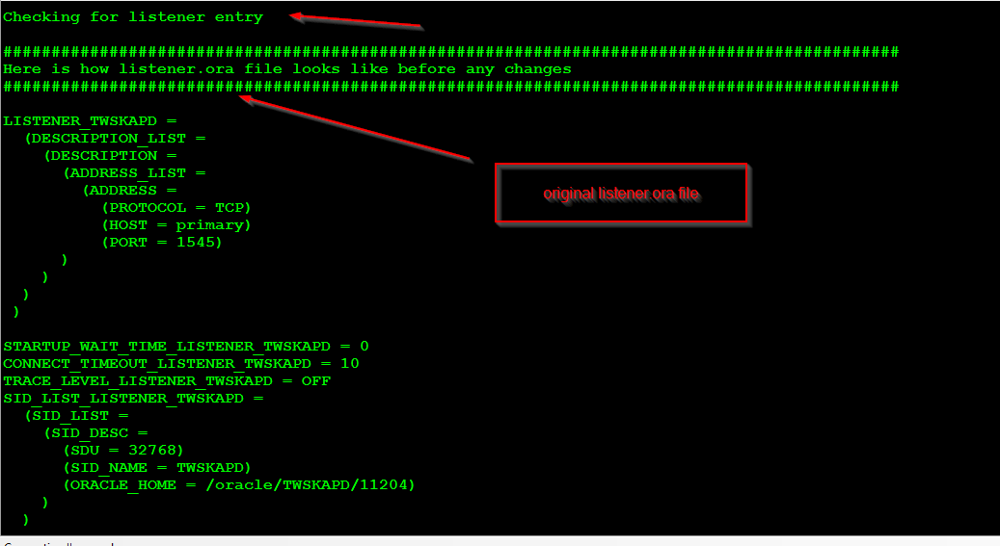 Checking for listener entry
#############################################################################################
Here is how listener.ora file looks like before any changes
#############################################################################################
LISTENER_TWSKAPD =
(DESCRIPTION_LIST =
(DESCRIPTION =
(ADDRESS_LIST =
(ADDRESS =
(PROTOCOL = TCP)
(HOST = primary)
original listener.ora file
(PORT = 1545)
)
)
)
)
STARTUP_WAIT_TIME_LISTENER_TWSKAPD = 0
CONNECT_TIMEOUT_LISTENER_TWSKAPD = 10
TRACE_LEVEL_LISTENER_TWSKAPD = OFF
SID_LIST_LISTENER_TWSKAPD =
(SID_LIST =
(SID_DESC =
(SDU = 32768)
(SID_NAME = TWSKAPD)
(ORACLE_HOME = /oracle/TWSKAPD/11204)
)
)